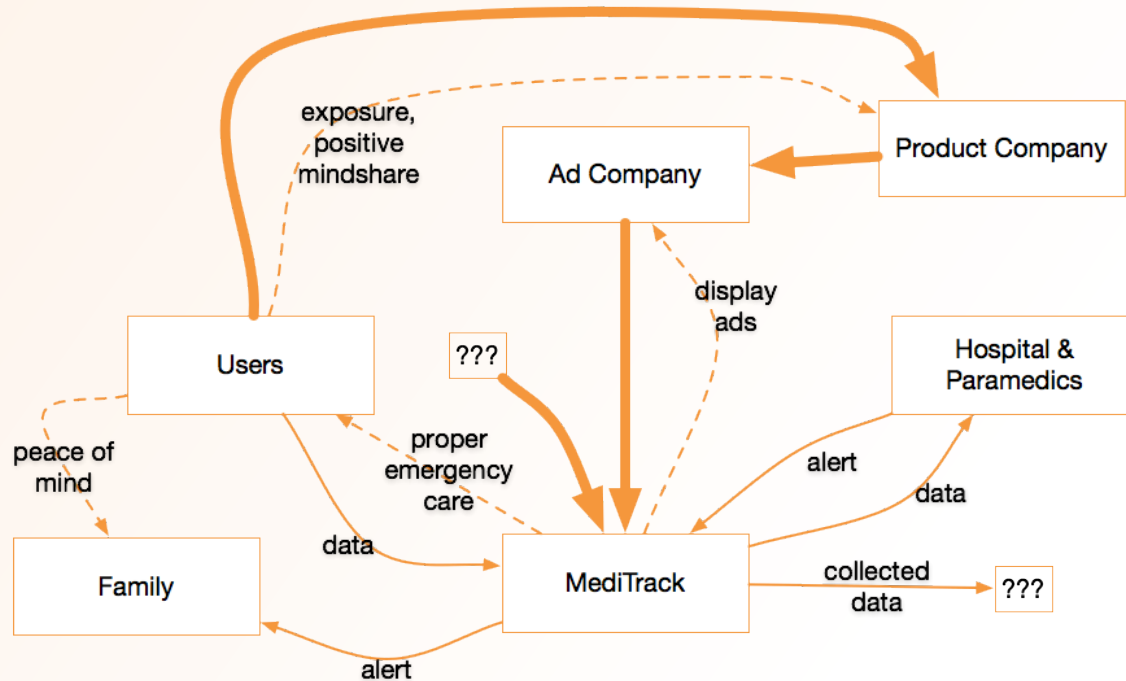 exposure,
positive
mindshare
Product Company
Ad Company
display
ads
Users
???
Hospital &
Paramedics
peace of
mind
proper
emergency
care
alert
data
data
Family
MediTrack
collected
data
???
alert